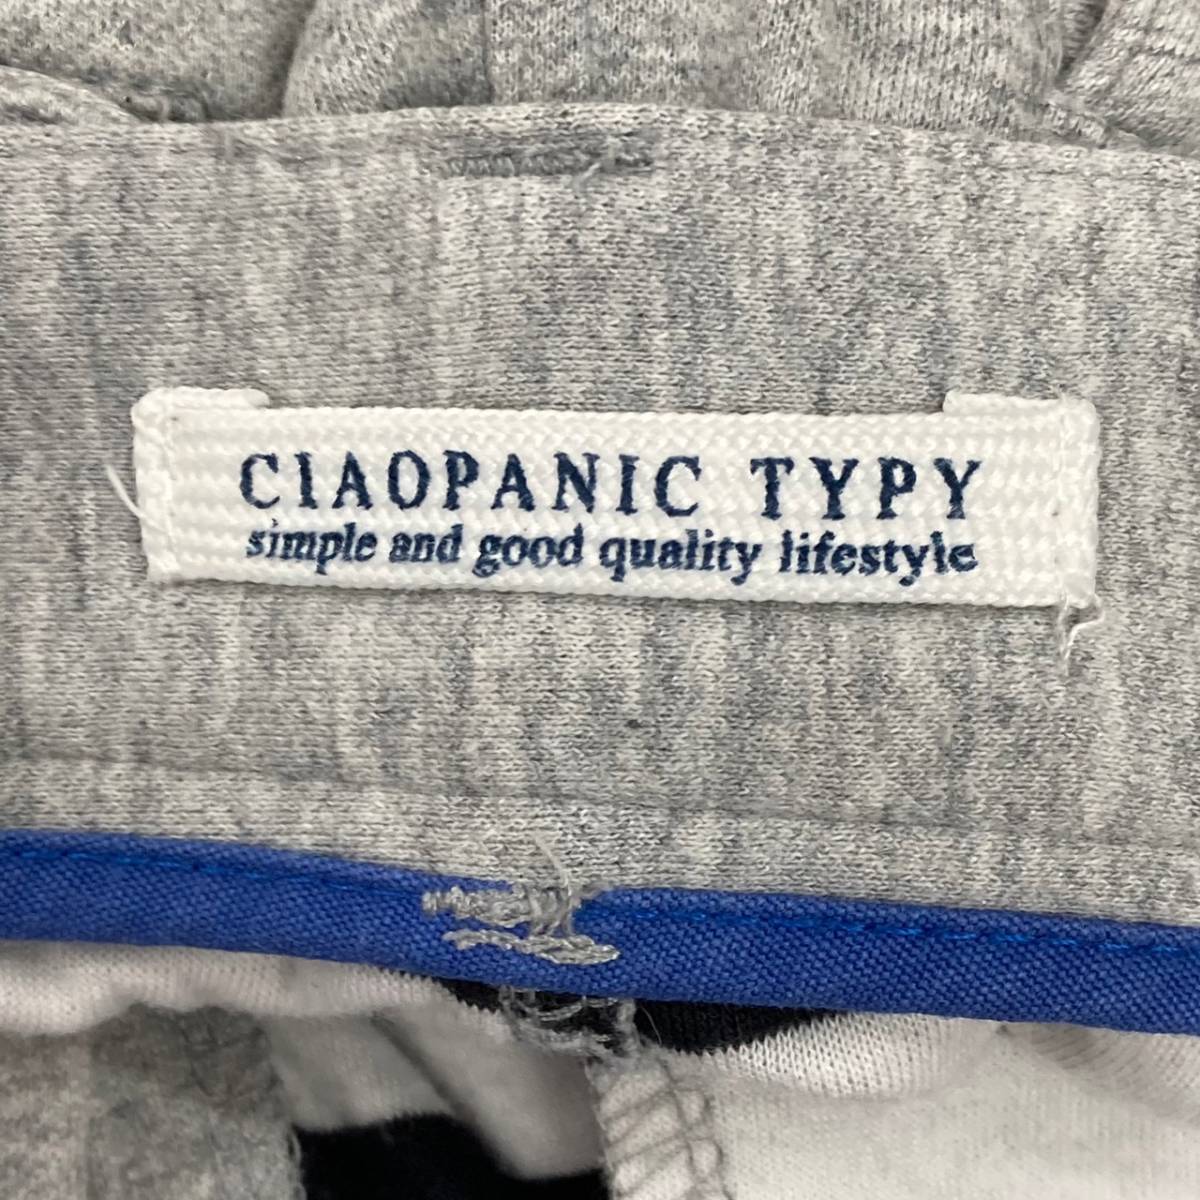 CIAOPANIC TYPY
simple and good quality lifestyle